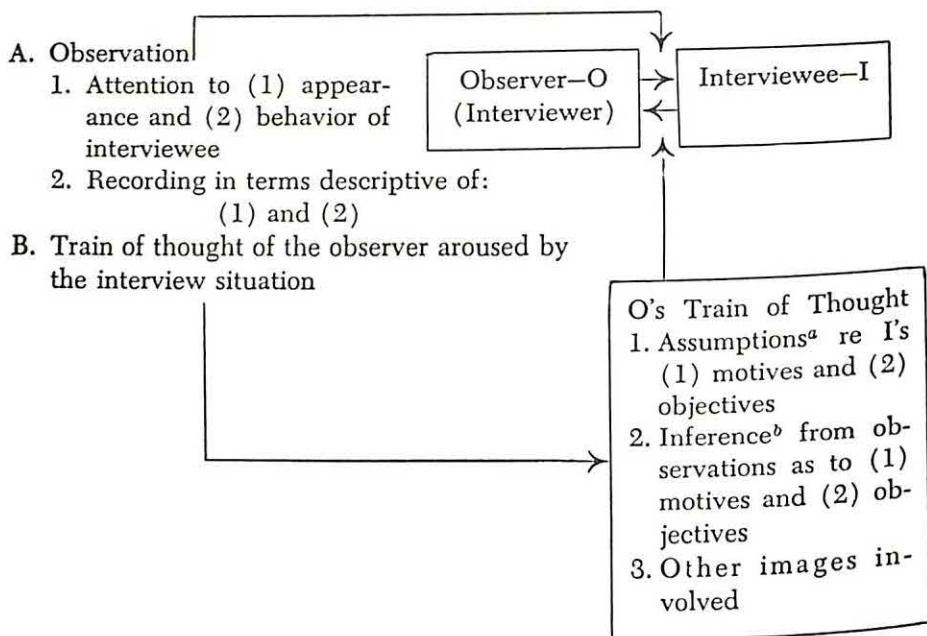 A. Observation
1. Attention to (1) appear-
ance and (2) behavior of
interviewee
2. Recording in terms descriptive of:
(1) and (2)
B. Train of thought of the observer aroused by
the interview situation
Observer—O
(Interviewer)
Interviewee—I
O's Train of Thought
1. Assumptionsᵃ re I's
(1) motives and (2)
objectives
2. Inferenceᵇ from ob-
servations as to (1)
motives and (2) ob-
jectives
3. Other images in-
volved